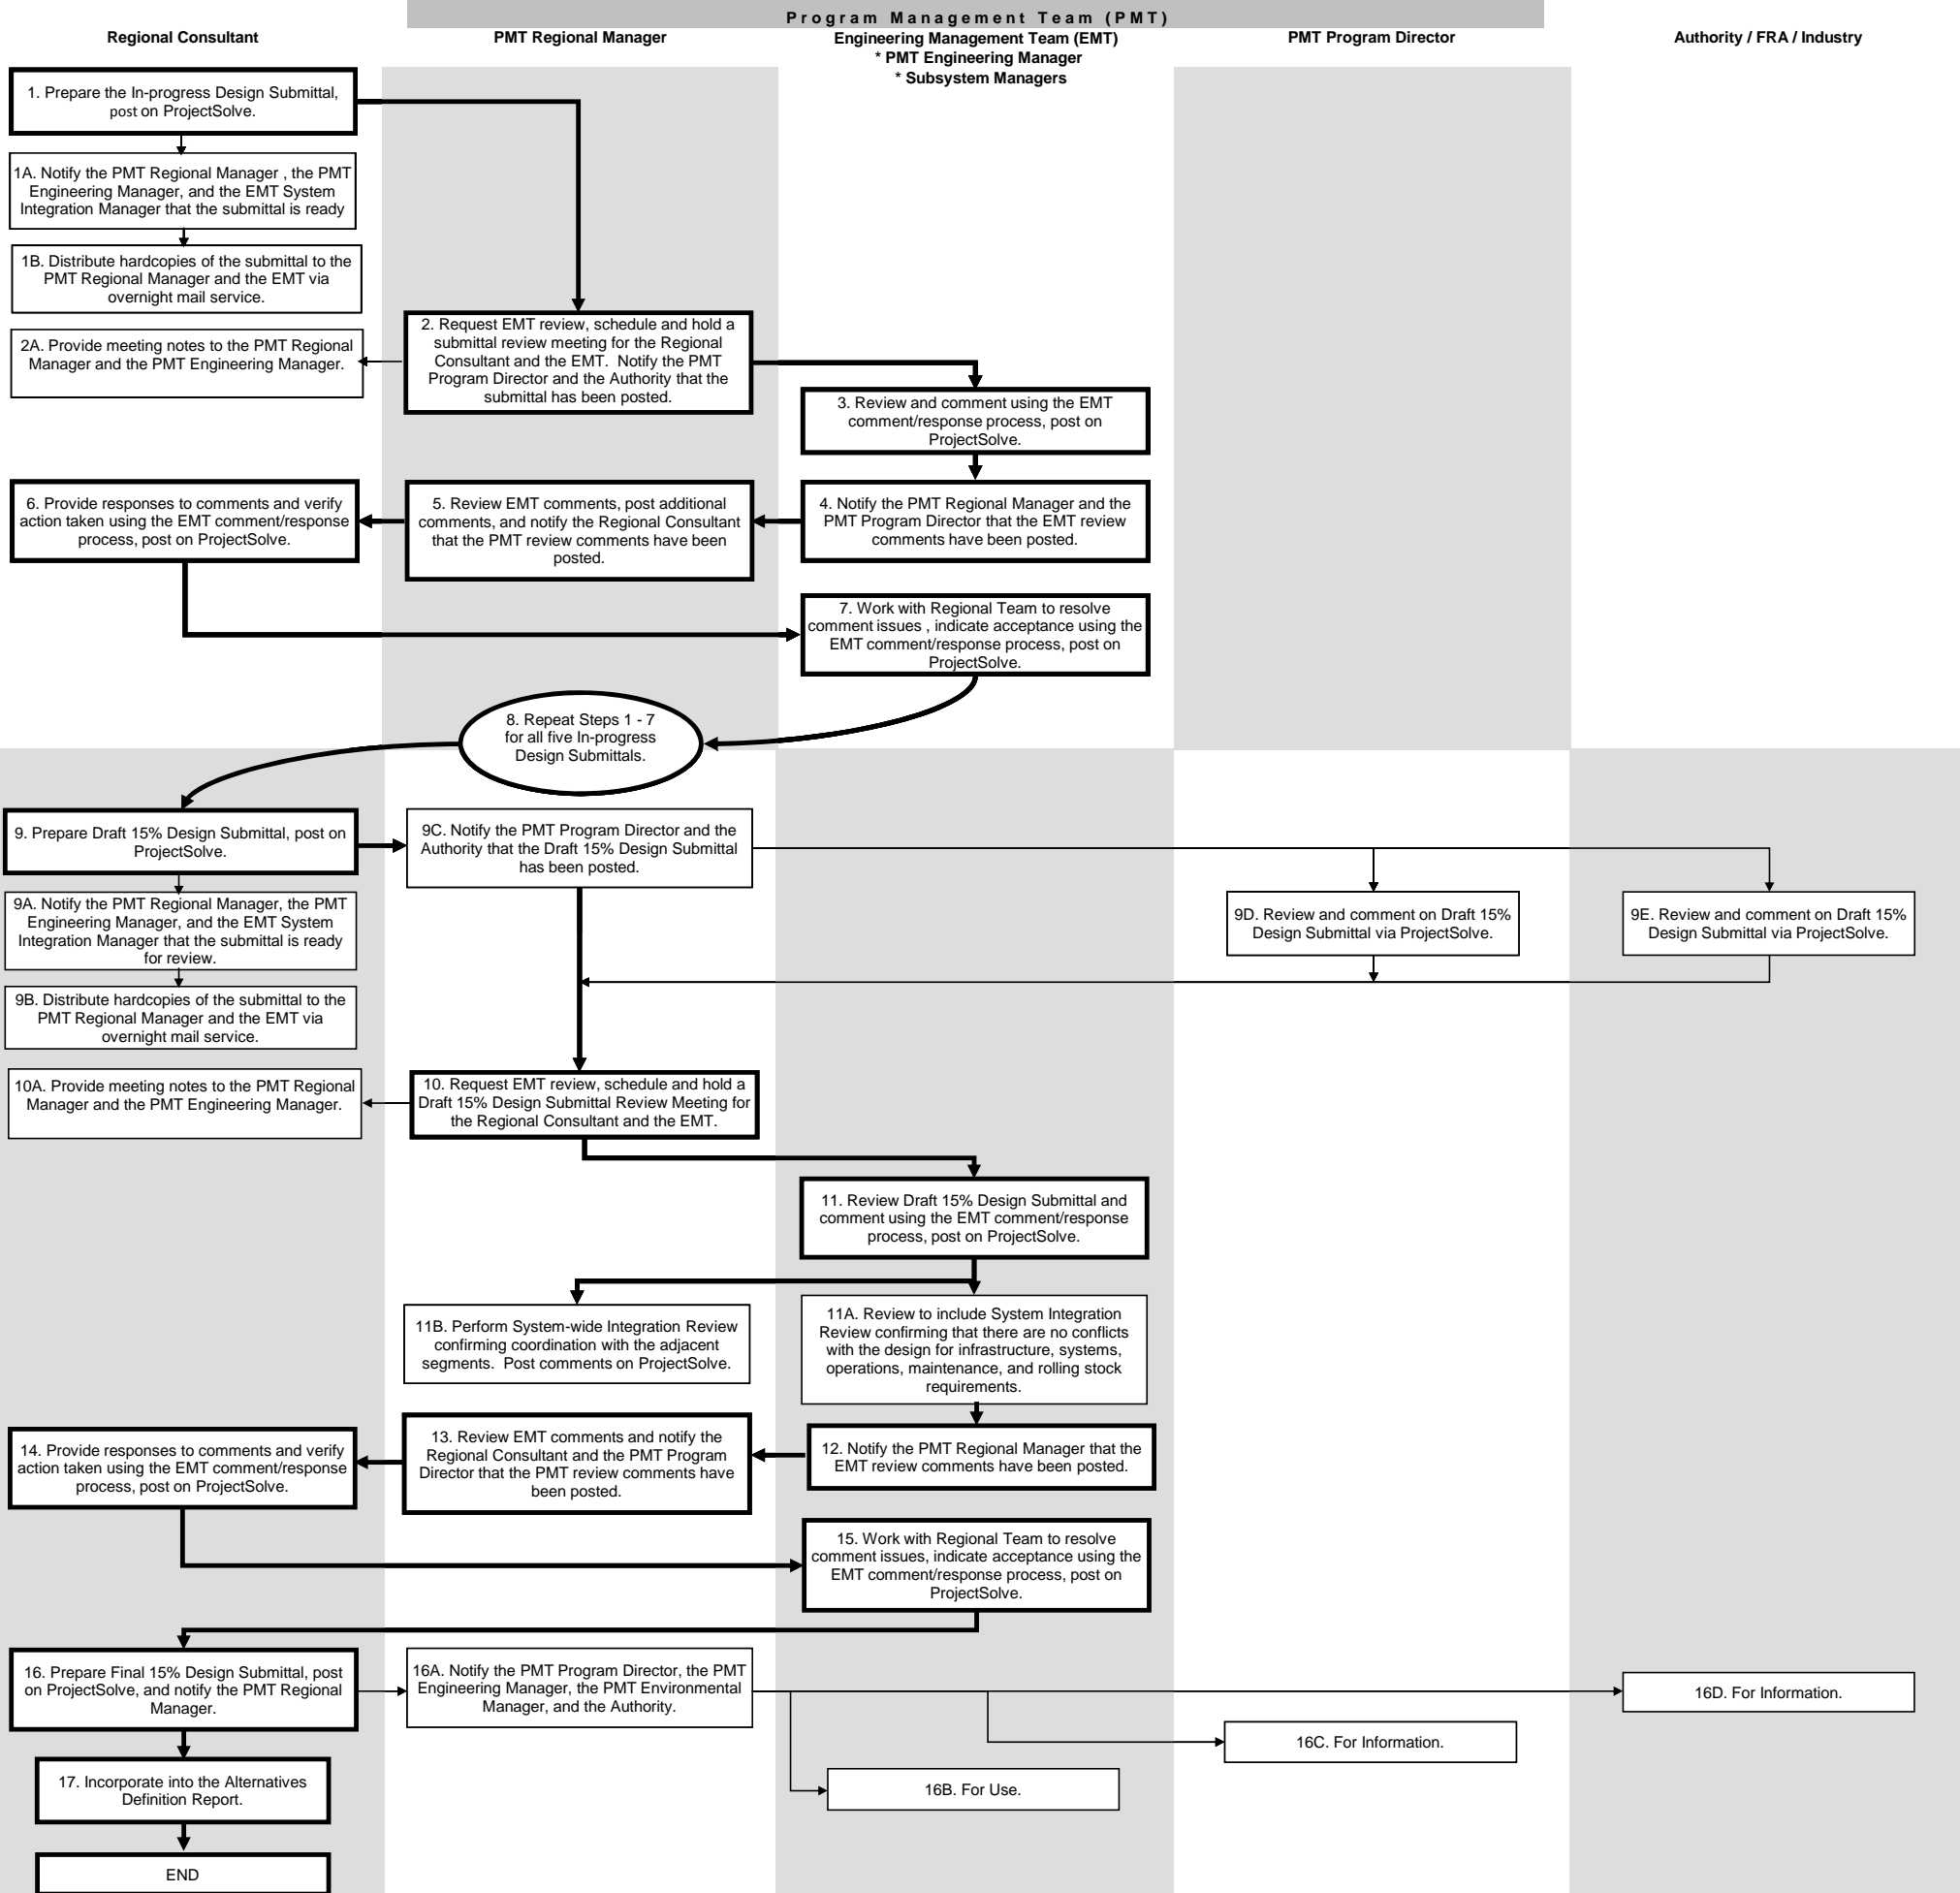 Program Management Team (PMT)
Regional Consultant
PMT Regional Manager
Engineering Management Team (EMT)
* PMT Engineering Manager
* Subsystem Managers
PMT Program Director
Authority / FRA / Industry
1. Prepare the In-progress Design Submittal,
post on ProjectSolve.
1A. Notify the PMT Regional Manager , the PMT
Engineering Manager, and the EMT System
Integration Manager that the submittal is ready
1B. Distribute hardcopies of the submittal to the
PMT Regional Manager and the EMT via
overnight mail service.
2A. Provide meeting notes to the PMT Regional
Manager and the PMT Engineering Manager.
2. Request EMT review, schedule and hold a
submittal review meeting for the Regional
Consultant and the EMT. Notify the PMT
Program Director and the Authority that the
submittal has been posted.
3. Review and comment using the EMT
comment/response process, post on
ProjectSolve.
4. Notify the PMT Regional Manager and the
PMT Program Director that the EMT review
comments have been posted.
5. Review EMT comments, post additional
comments, and notify the Regional Consultant
that the PMT review comments have been
posted.
6. Provide responses to comments and verify
action taken using the EMT comment/response
process, post on ProjectSolve.
7. Work with Regional Team to resolve
comment issues , indicate acceptance using the
EMT comment/response process, post on
ProjectSolve.
8. Repeat Steps 1 - 7
for all five In-progress
Design Submittals.
9. Prepare Draft 15% Design Submittal, post on
ProjectSolve.
9A. Notify the PMT Regional Manager, the PMT
Engineering Manager, and the EMT System
Integration Manager that the submittal is ready
for review.
9B. Distribute hardcopies of the submittal to the
PMT Regional Manager and the EMT via
overnight mail service.
9C. Notify the PMT Program Director and the
Authority that the Draft 15% Design Submittal
has been posted.
9D. Review and comment on Draft 15%
Design Submittal via ProjectSolve.
9E. Review and comment on Draft 15%
Design Submittal via ProjectSolve.
10A. Provide meeting notes to the PMT Regional
Manager and the PMT Engineering Manager.
10. Request EMT review, schedule and hold a
Draft 15% Design Submittal Review Meeting for
the Regional Consultant and the EMT.
11. Review Draft 15% Design Submittal and
comment using the EMT comment/response
process, post on ProjectSolve.
11B. Perform System-wide Integration Review
confirming coordination with the adjacent
segments. Post comments on ProjectSolve.
11A. Review to include System Integration
Review confirming that there are no conflicts
with the design for infrastructure, systems,
operations, maintenance, and rolling stock
requirements.
12. Notify the PMT Regional Manager that the
EMT review comments have been posted.
13. Review EMT comments and notify the
Regional Consultant and the PMT Program
Director that the PMT review comments have
been posted.
14. Provide responses to comments and verify
action taken using the EMT comment/response
process, post on ProjectSolve.
15. Work with Regional Team to resolve
comment issues, indicate acceptance using the
EMT comment/response process, post on
ProjectSolve.
16. Prepare Final 15% Design Submittal, post
on ProjectSolve, and notify the PMT Regional
Manager.
16A. Notify the PMT Program Director, the PMT
Engineering Manager, the PMT Environmental
Manager, and the Authority.
16D. For Information.
16C. For Information.
16B. For Use.
17. Incorporate into the Alternatives
Definition Report.
END